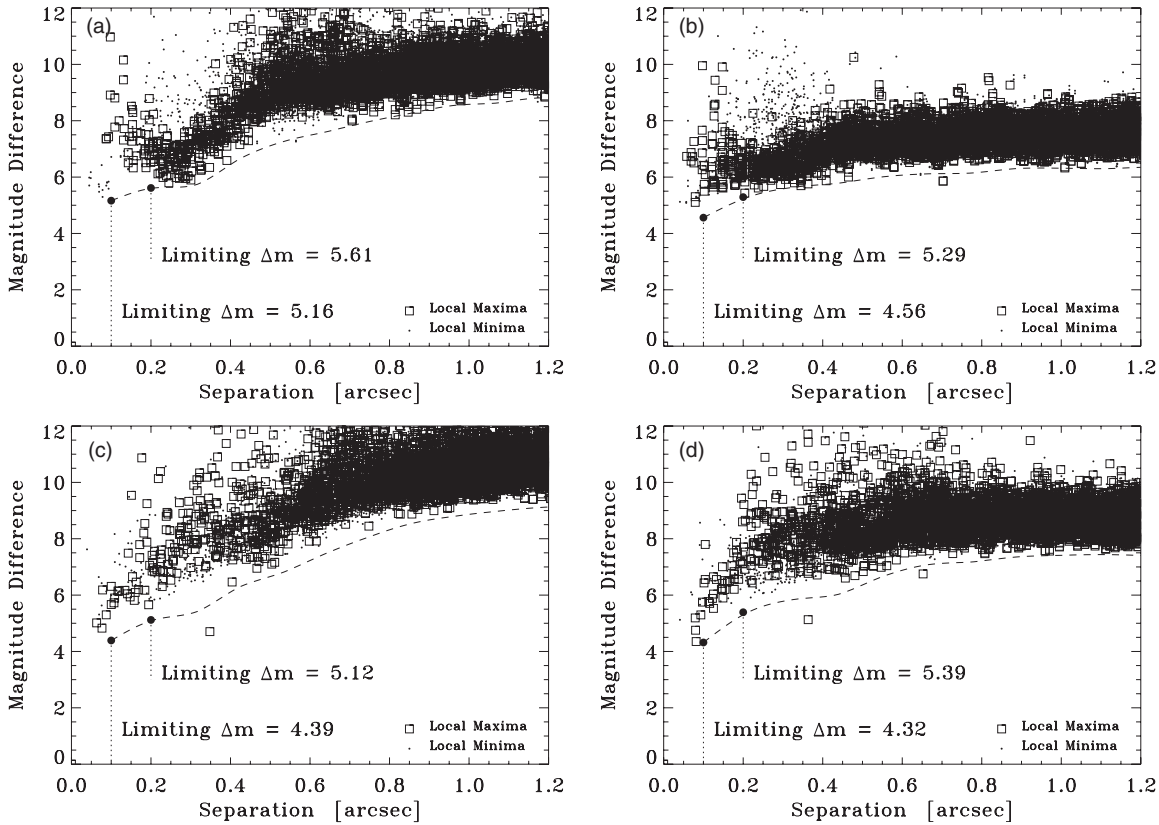 (a)
Magnitude Difference
12
10
8
6
4
2
0
Limiting Δm = 5.61
Limiting Δm = 5.16
Local Maxima
Local Minima
0.0 0.2 0.4 0.6 0.8 1.0 1.2
Separation [arcsec]
(b)
Magnitude Difference
12
10
8
6
4
2
0
Limiting Δm = 5.29
Limiting Δm = 4.56
Local Maxima
Local Minima
0.0 0.2 0.4 0.6 0.8 1.0 1.2
Separation [arcsec]
(c)
Magnitude Difference
12
10
8
6
4
2
0
Limiting Δm = 5.12
Limiting Δm = 4.39
Local Maxima
Local Minima
0.0 0.2 0.4 0.6 0.8 1.0 1.2
Separation [arcsec]
(d)
Magnitude Difference
12
10
8
6
4
2
0
Limiting Δm = 5.39
Limiting Δm = 4.32
Local Maxima
Local Minima
0.0 0.2 0.4 0.6 0.8 1.0 1.2
Separation [arcsec]